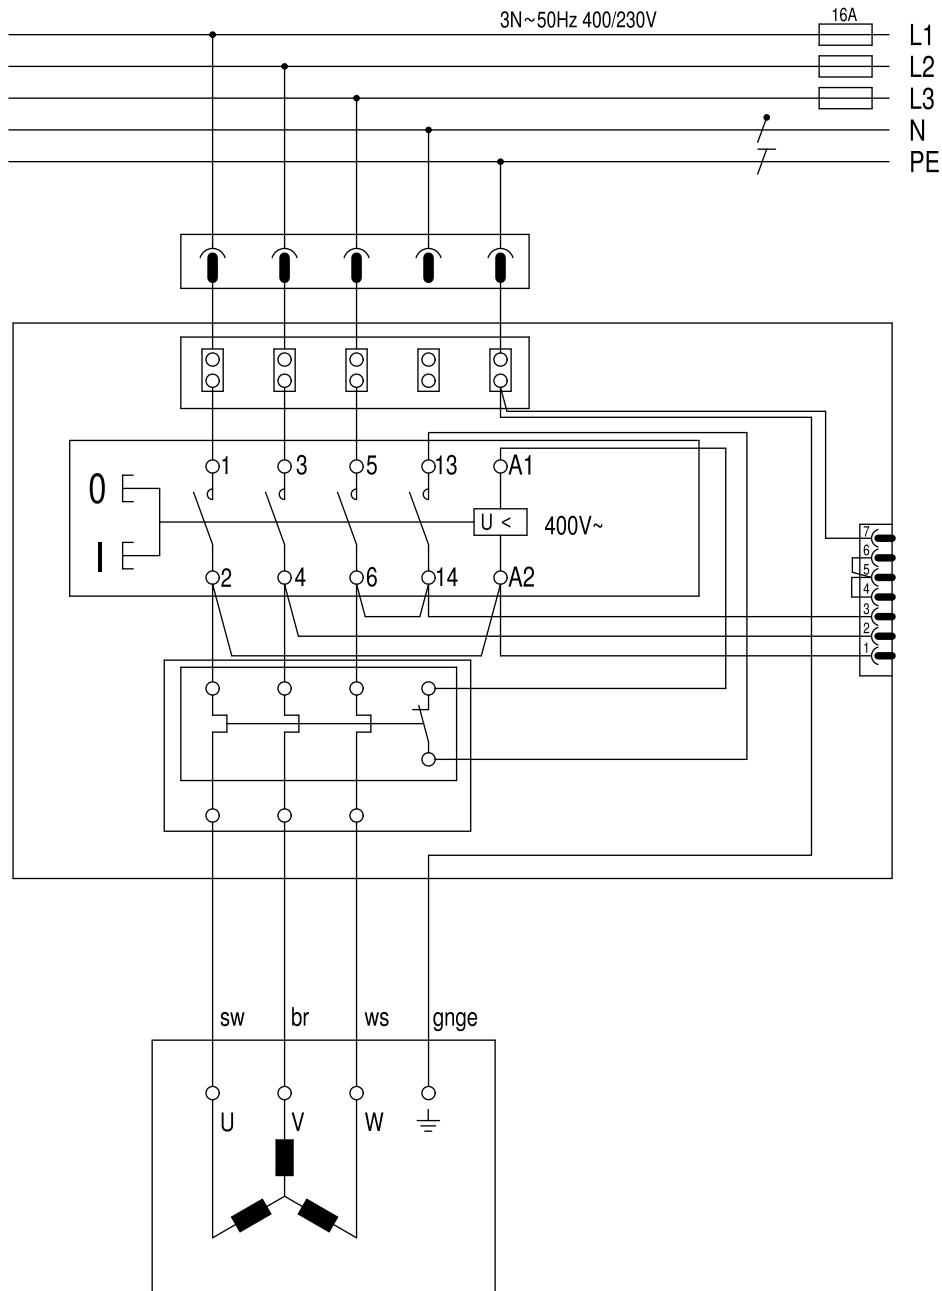 3N~50Hz 400/230V
16A
L1
L2
L3
N
PE
1 3 5 13 A1
0
U < 400V~
I
2 4 6 14 A2
7
6
5
4
3
2
1
sw br ws gnge
U V W